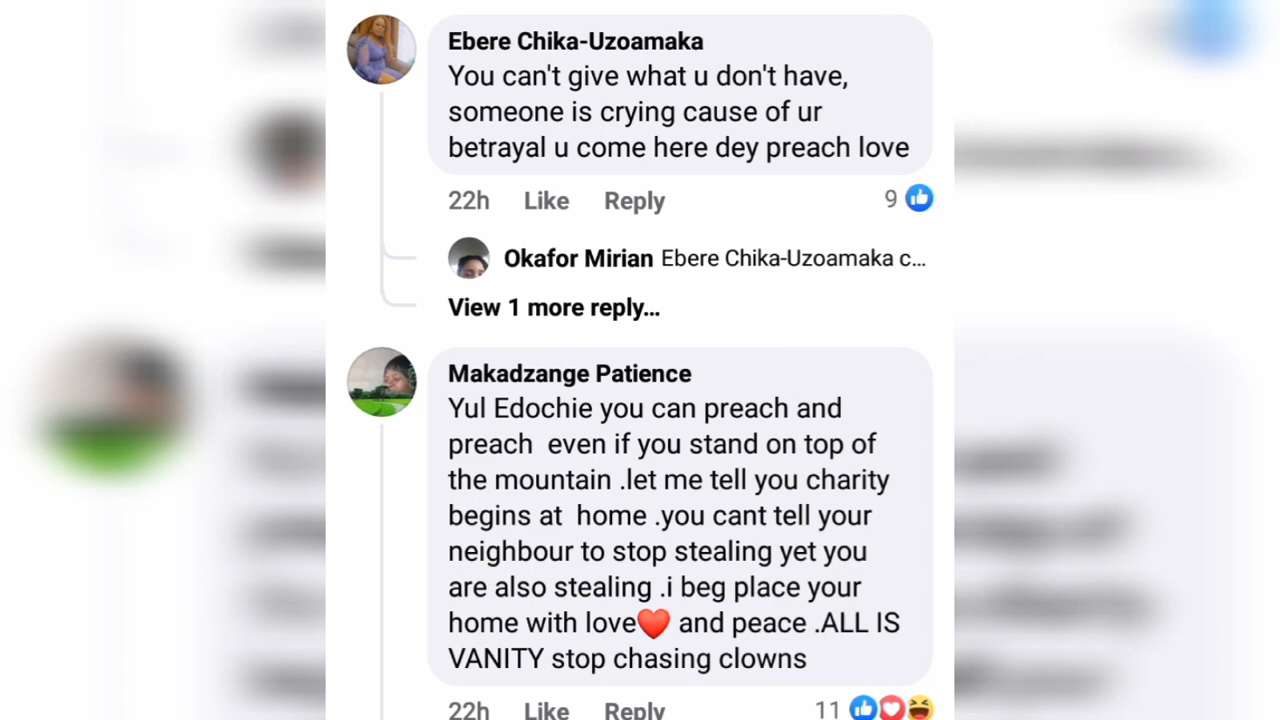 Ebere Chika-Uzoamaka
You can't give what u don't have,
someone is crying cause of ur
betrayal u come here dey preach love
22h Like Reply 9
Okafor Mirian Ebere Chika-Uzoamaka c...
View 1 more reply...
Makadzange Patience
Yul Edochie you can preach and
preach  even if you stand on top of
the mountain .let me tell you charity
begins at  home .you cant tell your
neighbour to stop stealing yet you
are also stealing .i beg place your
home with love❤️ and peace .ALL IS
VANITY stop chasing clowns
22h Like Reply 11